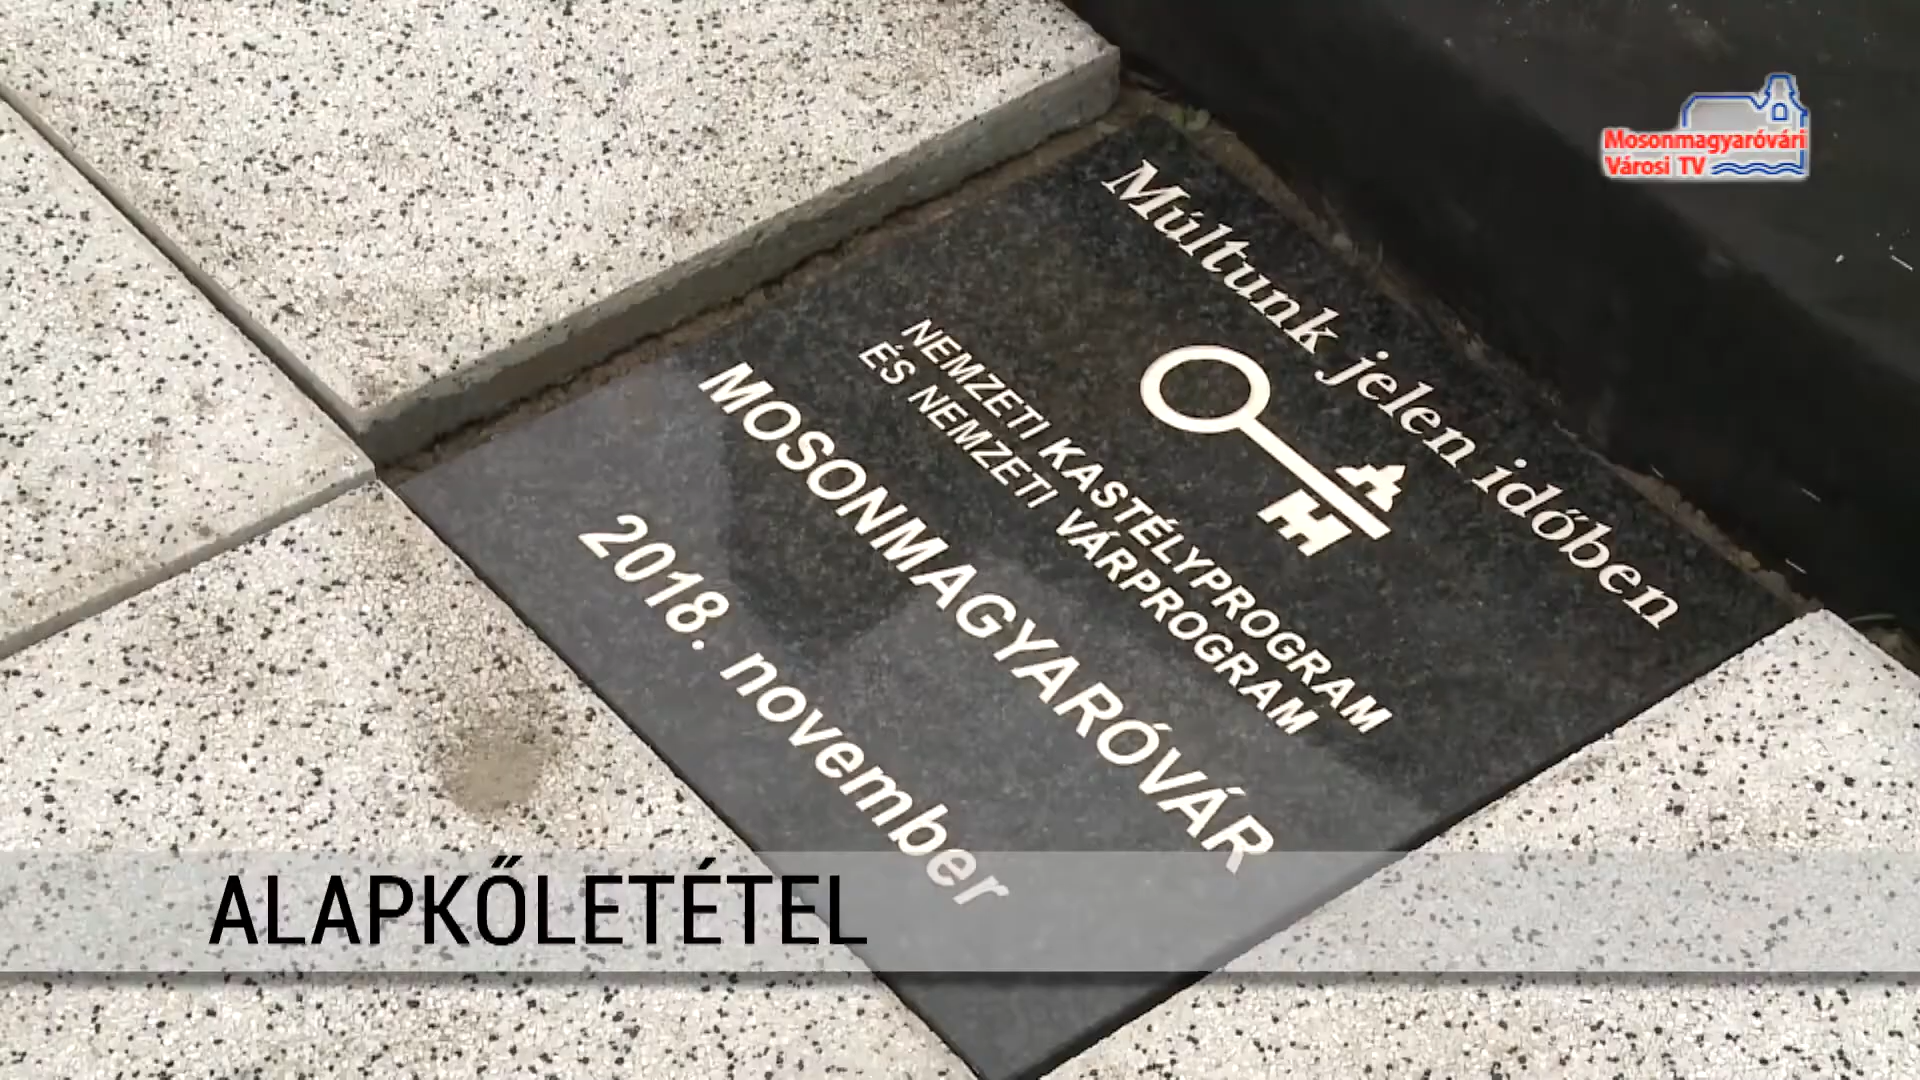 Mosonmagyaróvári
Városi TV
Múltunk jelen időben
NEMZETI KASTÉLYPROGRAM
ÉS NEMZETI VÁRPROGRAM
MOSONMAGYARÓVÁR
2018. november
ALAPKŐLETÉTEL